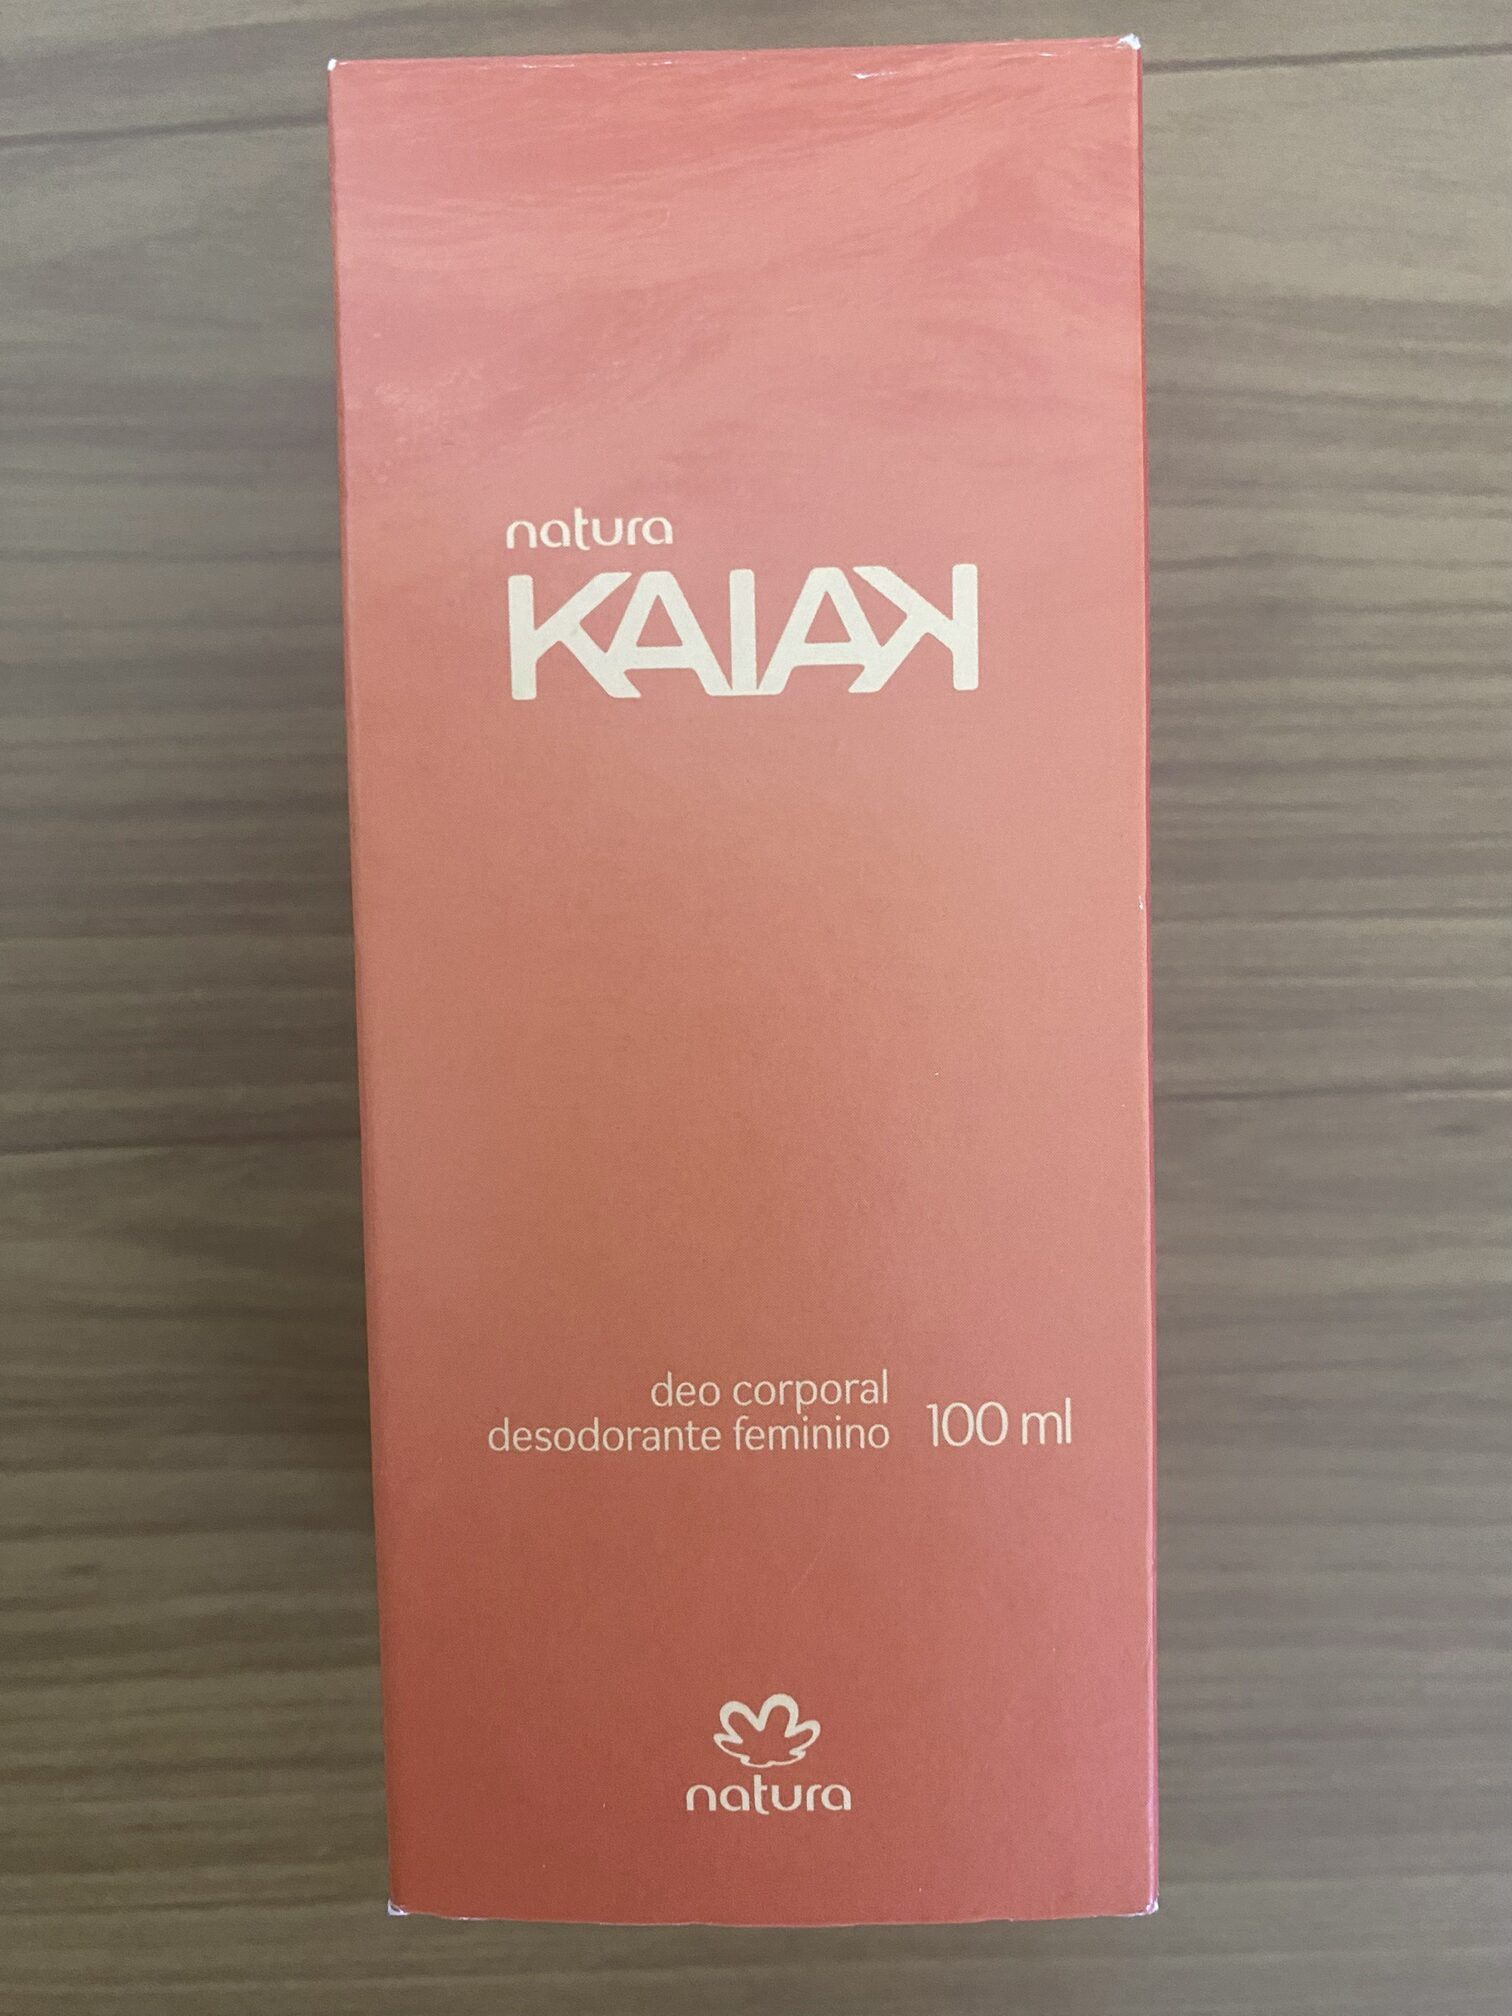 natura
KAIAK
deo corporal
desodorante feminino 100 ml
natura